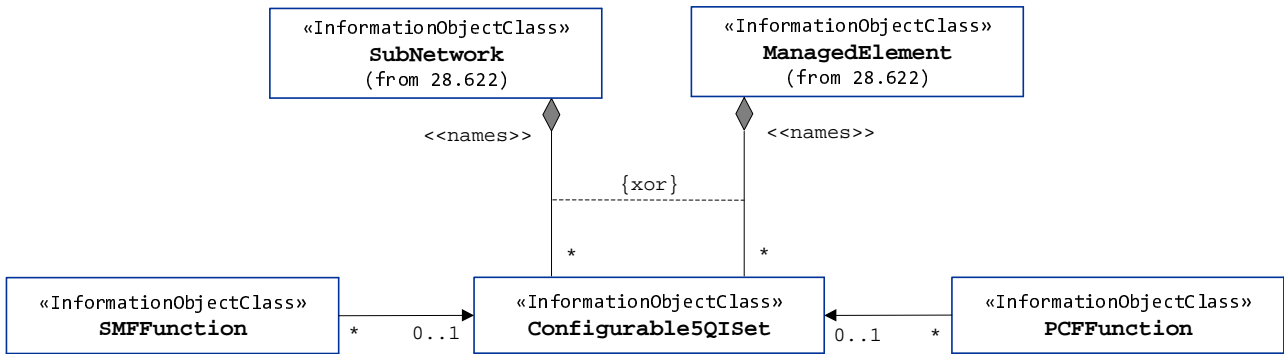 «InformationObjectClass»
SubNetwork
(from 28.622)
«InformationObjectClass»
ManagedElement
(from 28.622)
<<names>>
<<names>>
{xor}
*
*
«InformationObjectClass»
SMFFunction
*
0..1
«InformationObjectClass»
Configurable5QISet
0..1
*
«InformationObjectClass»
PCFFunction